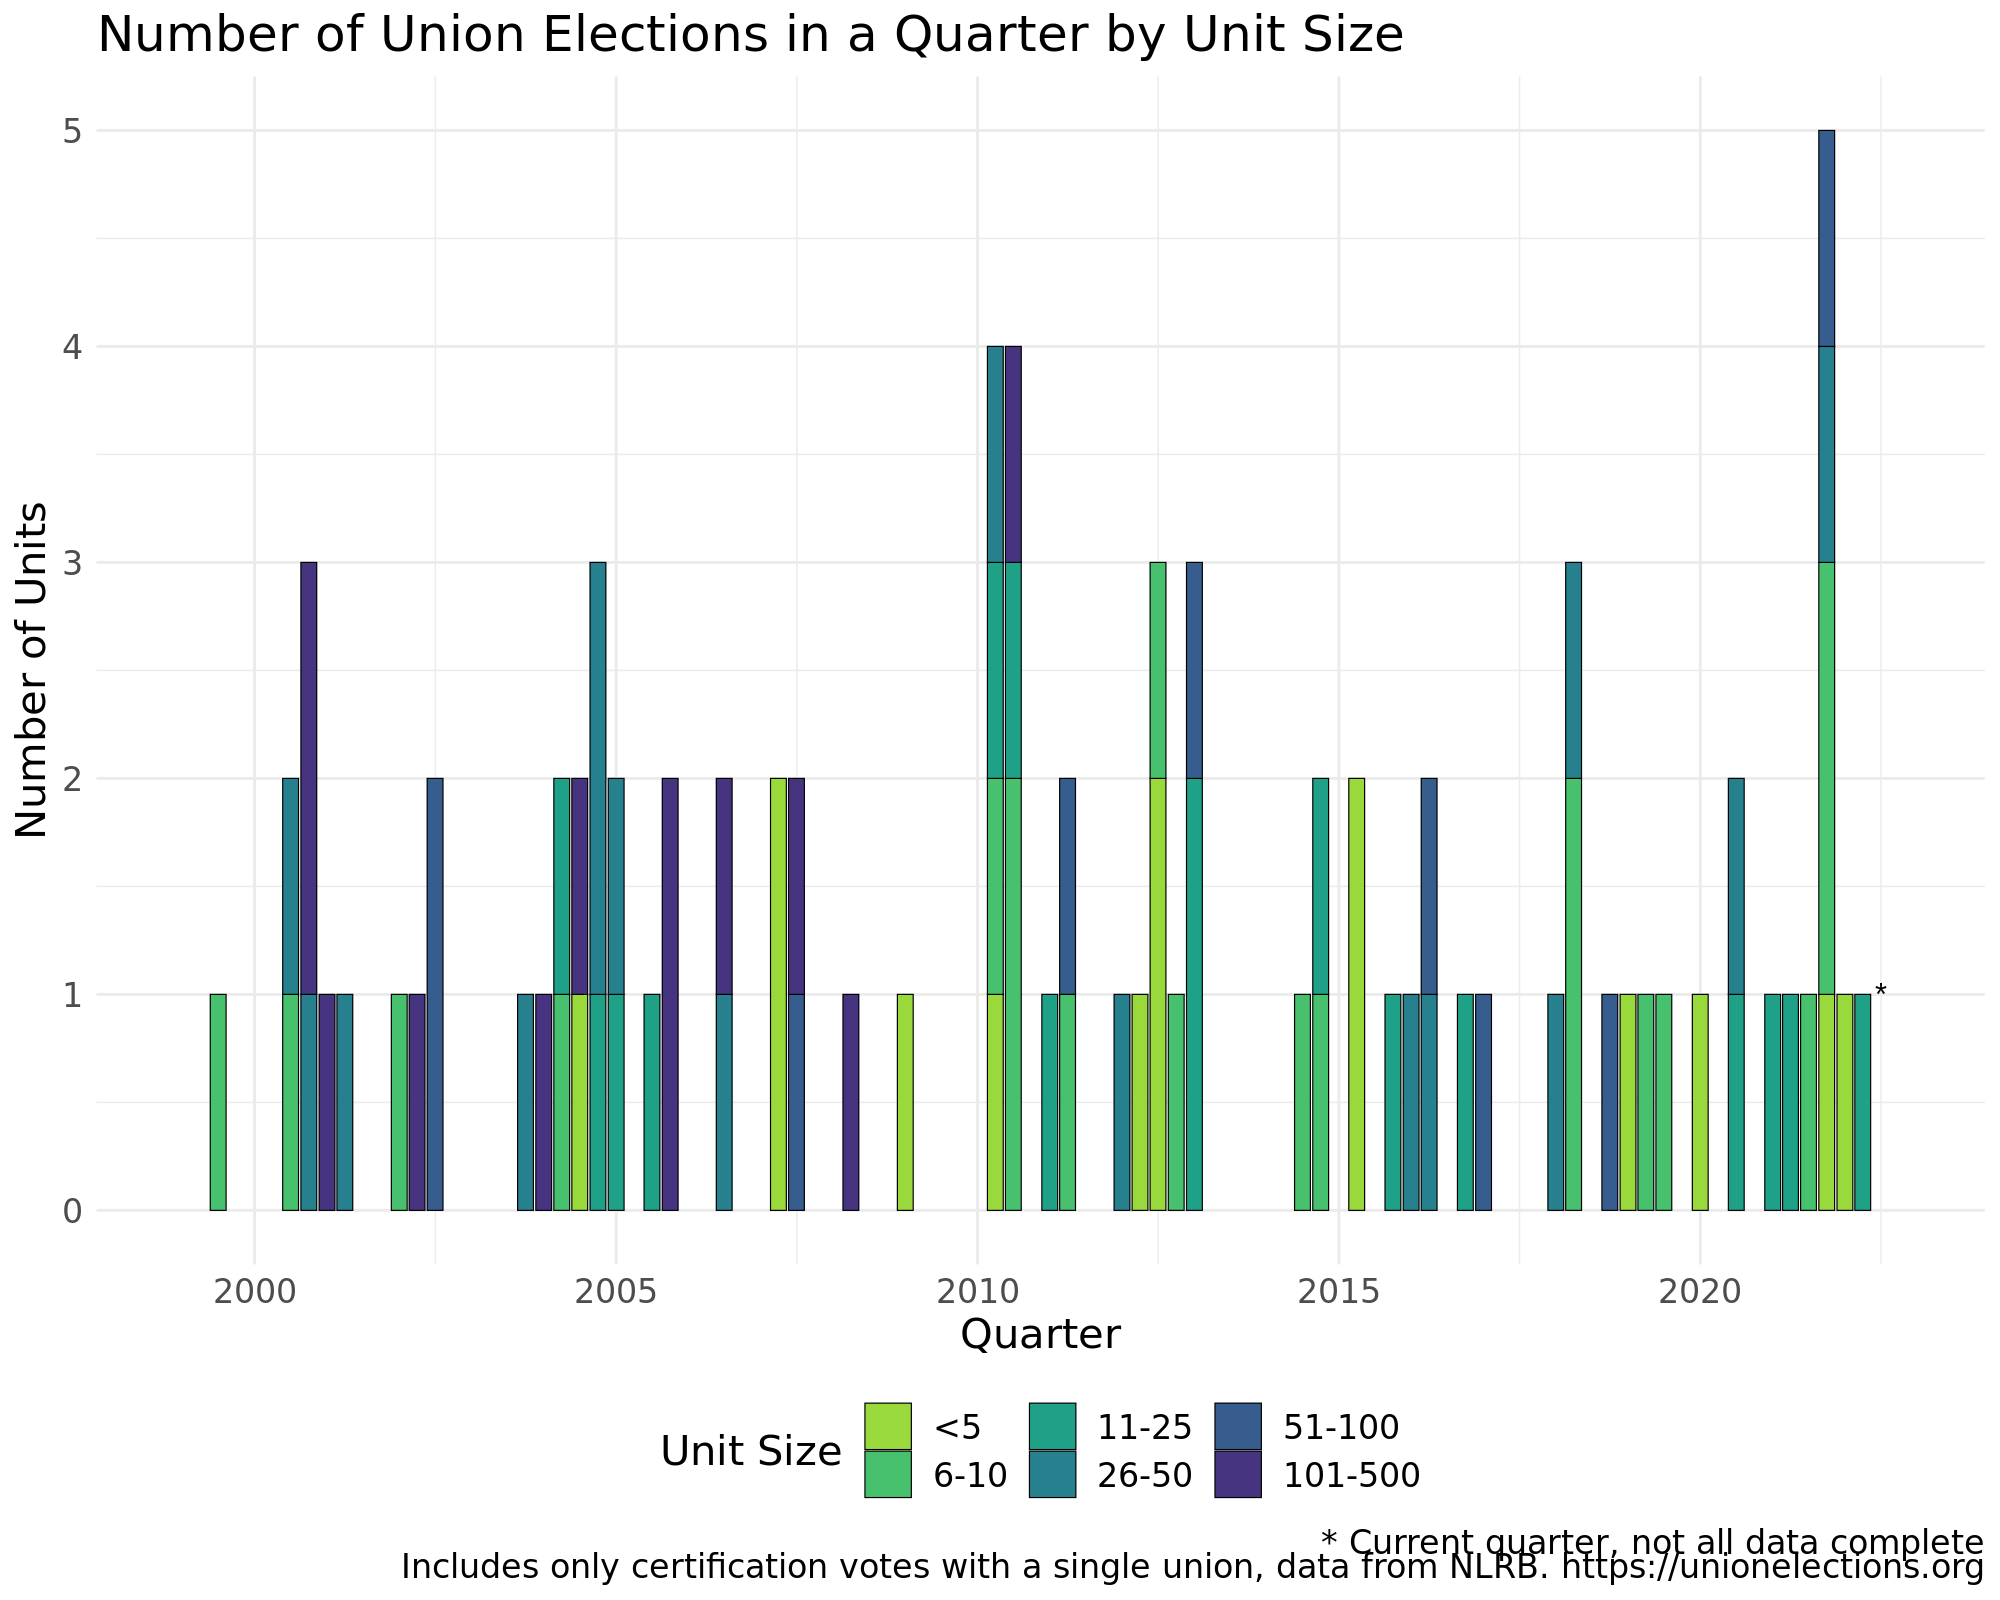 Number of Union Elections in a Quarter by Unit Size
Number of Units
5
4
3
2
1
0
*
2000 2005 2010 2015 2020
Quarter
Unit Size
<5 11-25 51-100
6-10 26-50 101-500
* Current quarter, not all data complete
Includes only certification votes with a single union, data from NLRB. https://unionelections.org